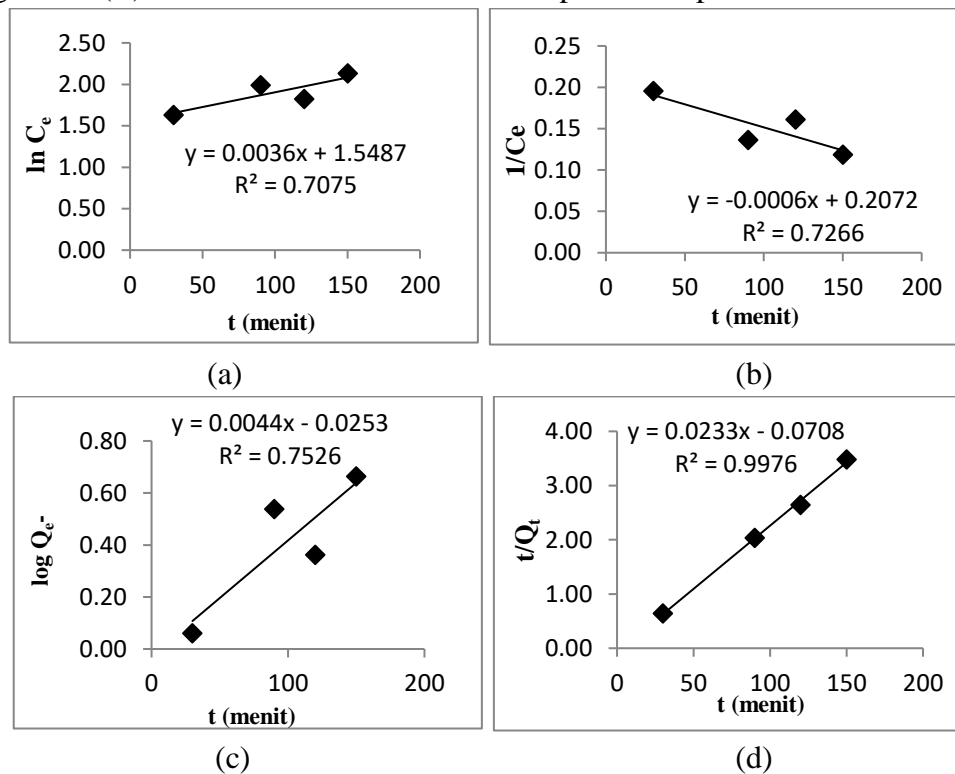 2.50
2.00
1.50
1.00
0.50
0.00
ln Cₑ
y = 0.0036x + 1.5487
R² = 0.7075
0 50 100 150 200
t (menit)
(a)
0.25
0.20
0.15
0.10
0.05
0.00
1/Ce
y = -0.0006x + 0.2072
R² = 0.7266
0 50 100 150 200
t (menit)
(b)
y = 0.0044x - 0.0253
R² = 0.7526
0.80
0.60
0.40
0.20
0.00
log Qₑ-
0 100 200
t (menit)
(c)
y = 0.0233x - 0.0708
R² = 0.9976
4.00
3.00
2.00
1.00
0.00
t/Qₜ
0 50 100 150 200
t (menit)
(d)